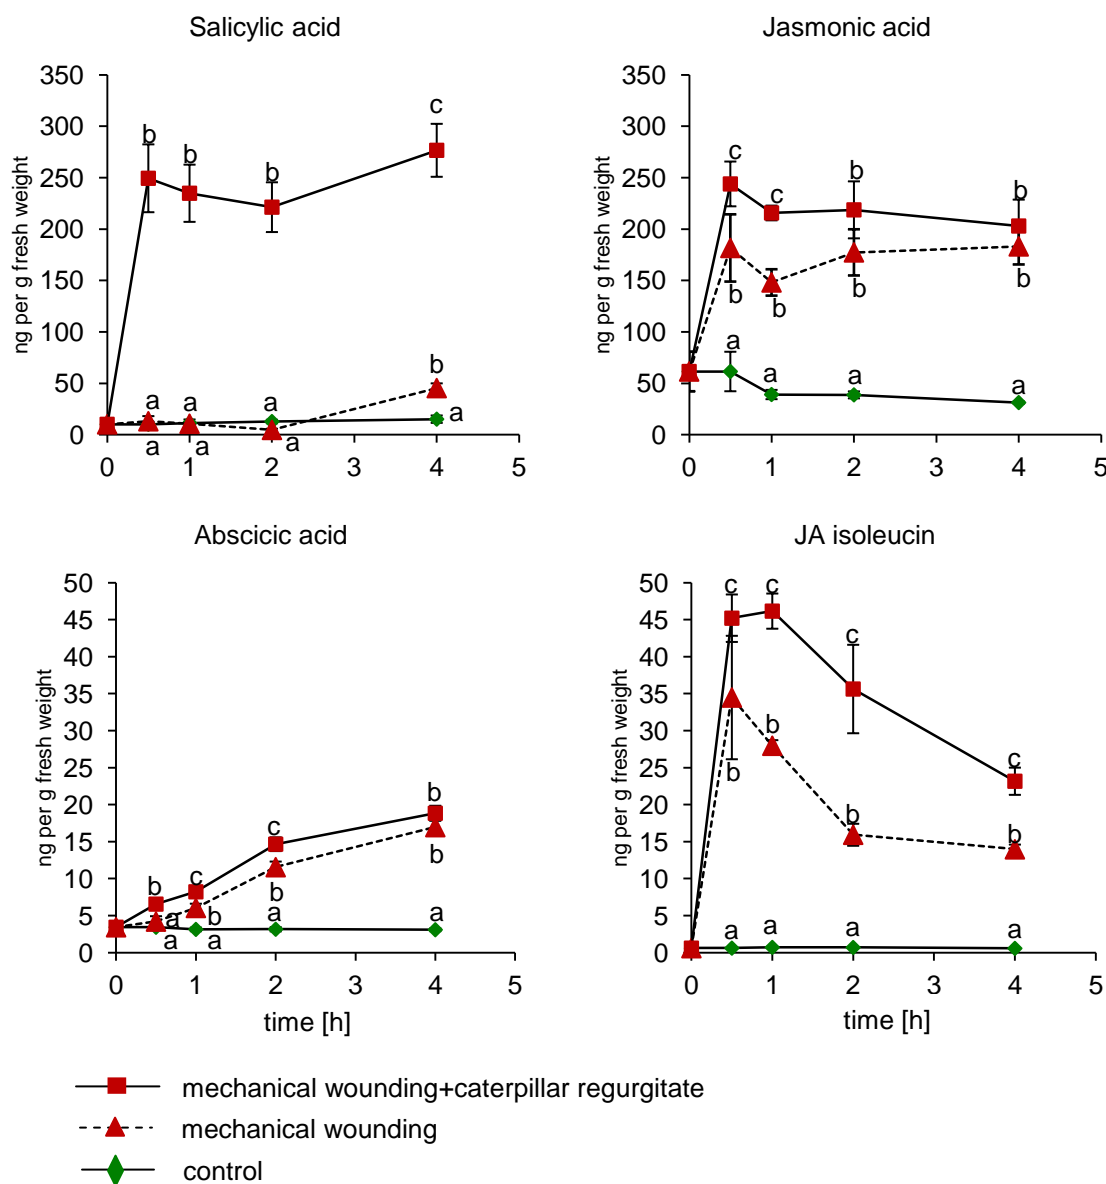 Salicylic acid
Jasmonic acid
ng per g fresh weight
350
300
250
200
150
100
50
0
0 1 2 3 4 5
b b b c
a a a b
a a a a
ng per g fresh weight
350
300
250
200
150
100
50
0
0 1 2 3 4 5
c c b b
b b b b
a a a a
Abscicic acid
JA isoleucin
ng per g fresh weight
50
45
40
35
30
25
20
15
10
5
0
0 1 2 3 4 5
time [h]
b c c b
a b b b
a a a a
ng per g fresh weight
50
45
40
35
30
25
20
15
10
5
0
0 1 2 3 4 5
time [h]
c c c c
b b b b
a a a a
mechanical wounding+caterpillar regurgitate
mechanical wounding
control